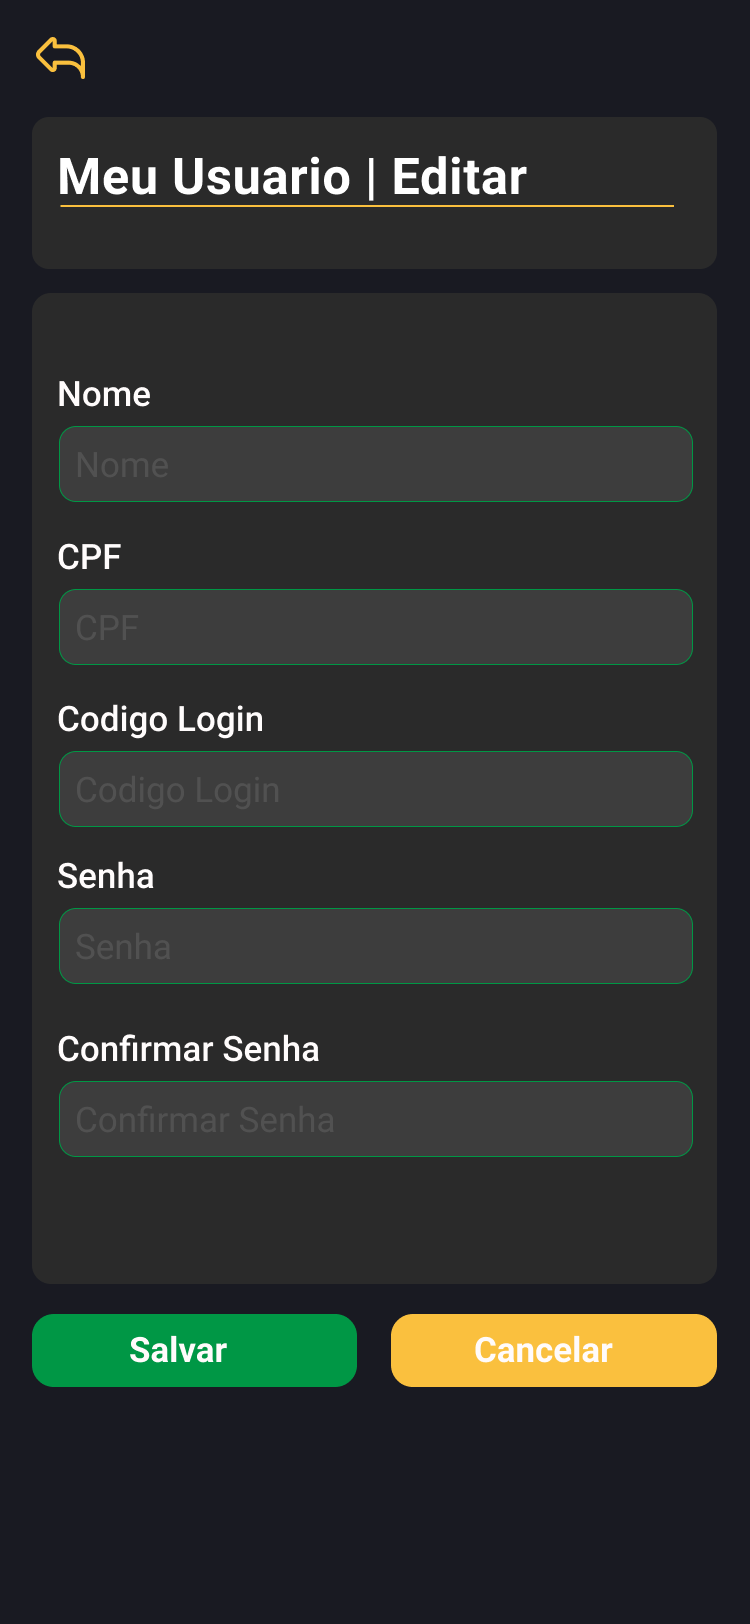 Meu Usuario | Editar
Nome
Nome
CPF
CPF
Codigo Login
Codigo Login
Senha
Senha
Confirmar Senha
Confirmar Senha
Salvar
Cancelar